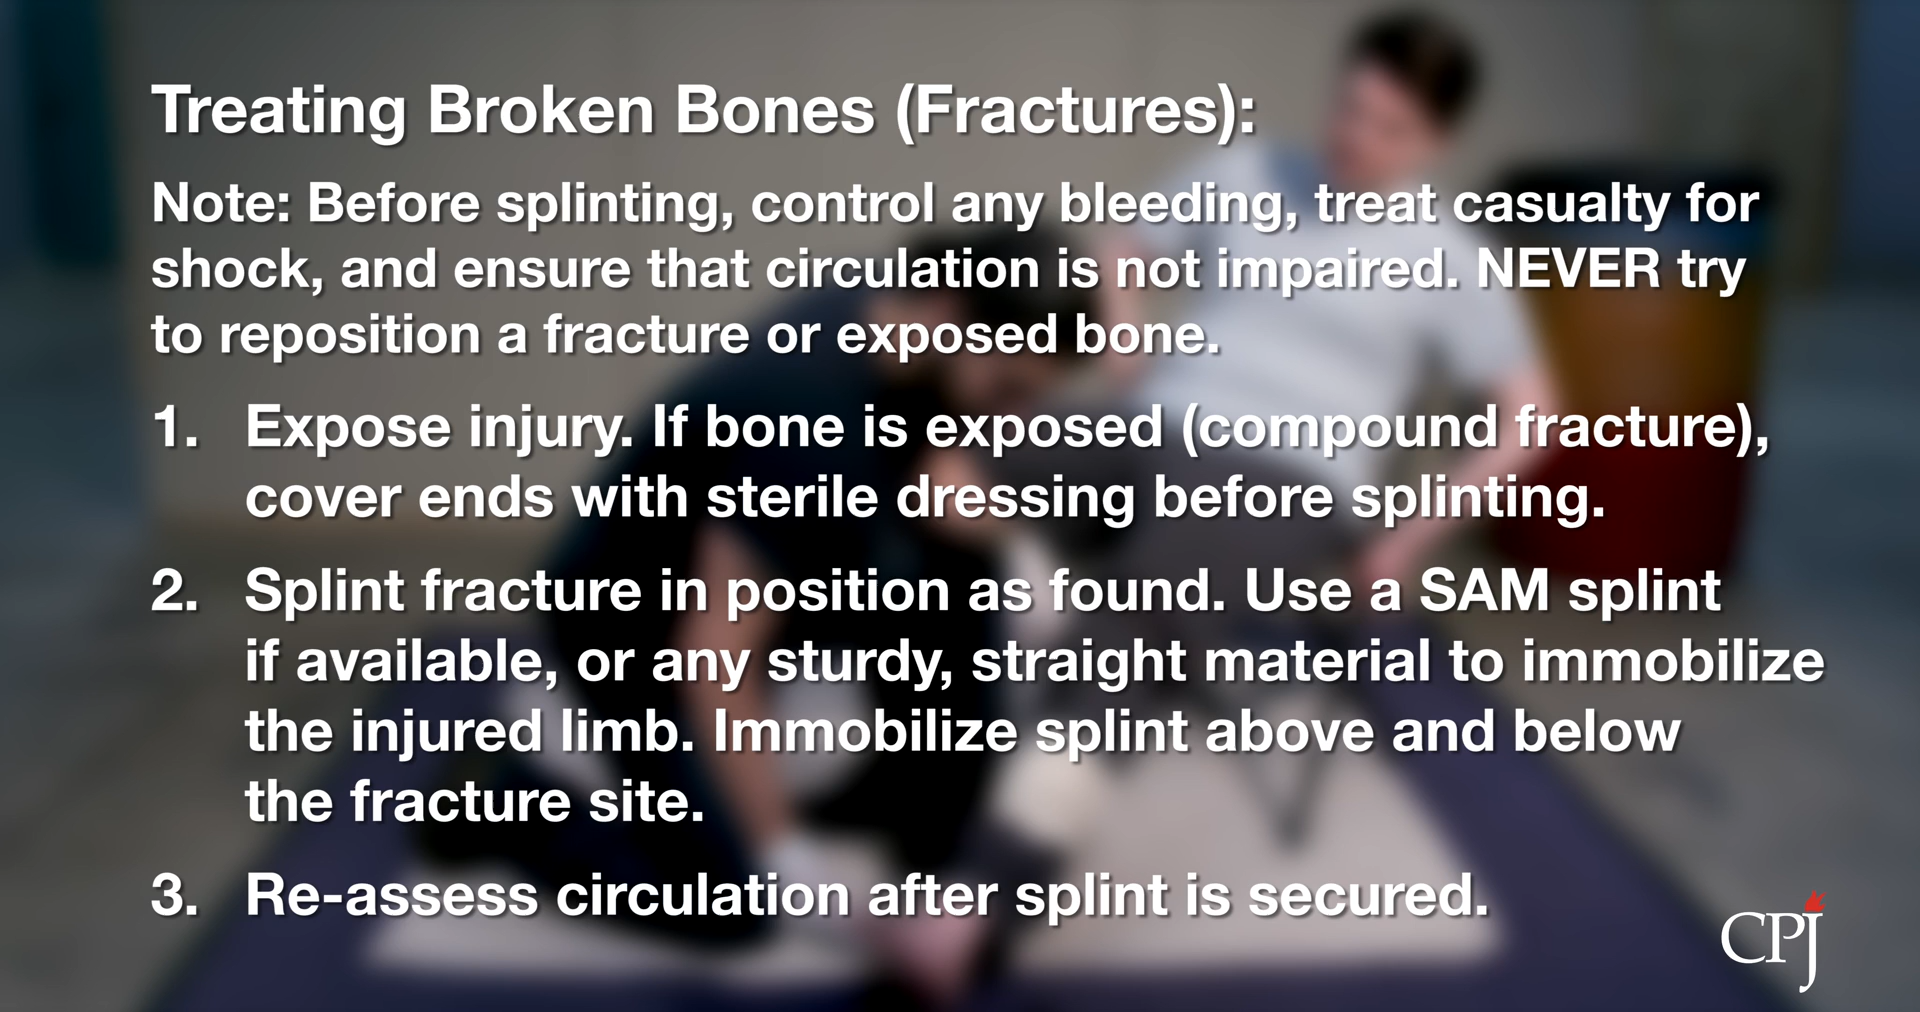 Treating Broken Bones (Fractures):
Note: Before splinting, control any bleeding, treat casualty for
shock, and ensure that circulation is not impaired. NEVER try
to reposition a fracture or exposed bone.
1. Expose injury. If bone is exposed (compound fracture),
cover ends with sterile dressing before splinting.
2. Splint fracture in position as found. Use a SAM splint
if available, or any sturdy, straight material to immobilize
the injured limb. Immobilize splint above and below
the fracture site.
3. Re-assess circulation after splint is secured.
CPJ